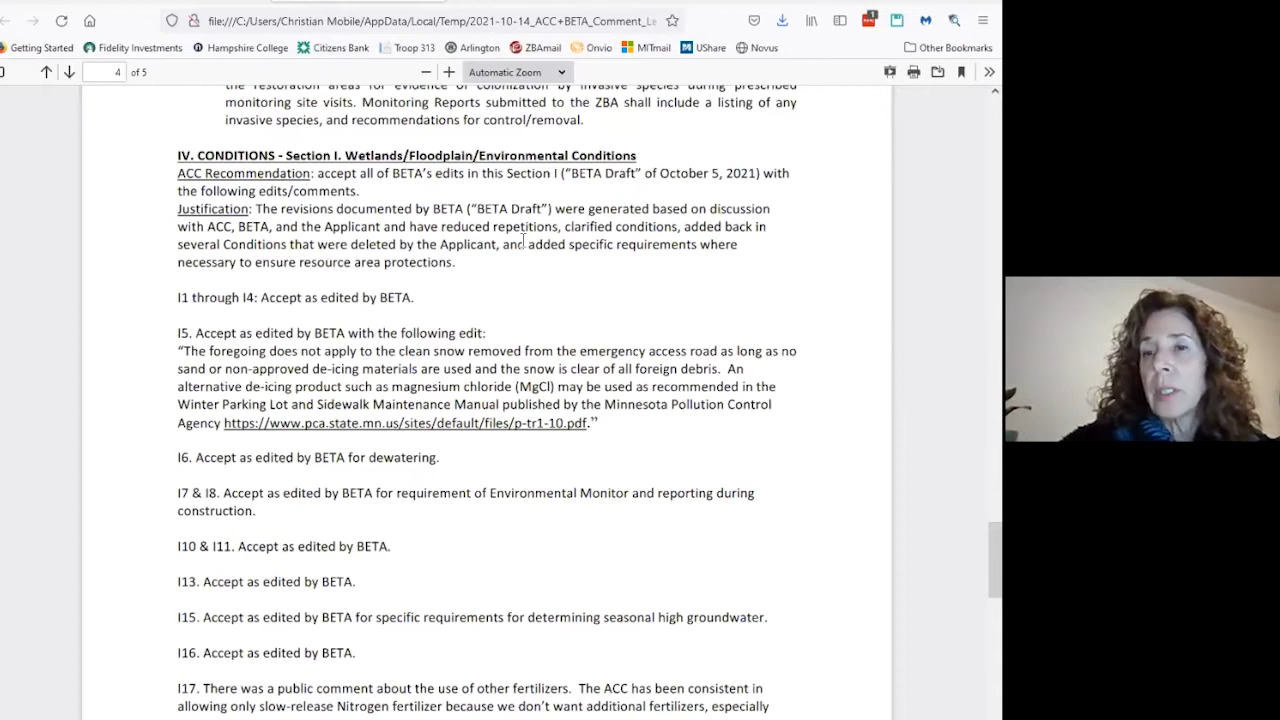 file:///C:/Users/Christian Mobile/AppData/Local/Temp/2021-10-14_ACC+BETA_Comment_Le
1
Getting Started Fidelity Investments Hampshire College Citizens Bank Troop 313 Arlington ZBAmail Onvio MITmail UShare Novus Other Bookmarks
4 of 5 Automatic Zoom
the restoration areas for evidence of colonization by invasive species during prescribed
monitoring site visits. Monitoring Reports submitted to the ZBA shall include a listing of any
invasive species, and recommendations for control/removal.
IV. CONDITIONS - Section I. Wetlands/Floodplain/Environmental Conditions
ACC Recommendation: accept all of BETA's edits in this Section I ("BETA Draft" of October 5, 2021) with
the following edits/comments.
Justification: The revisions documented by BETA ("BETA Draft") were generated based on discussion
with ACC, BETA, and the Applicant and have reduced repetitions, clarified conditions, added back in
several Conditions that were deleted by the Applicant, and added specific requirements where
necessary to ensure resource area protections.
I1 through I4: Accept as edited by BETA.
I5. Accept as edited by BETA with the following edit:
"The foregoing does not apply to the clean snow removed from the emergency access road as long as no
sand or non-approved de-icing materials are used and the snow is clear of all foreign debris. An
alternative de-icing product such as magnesium chloride (MgCl) may be used as recommended in the
Winter Parking Lot and Sidewalk Maintenance Manual published by the Minnesota Pollution Control
Agency https://www.pca.state.mn.us/sites/default/files/p-tr1-10.pdf."
I6. Accept as edited by BETA for dewatering.
I7 & I8. Accept as edited by BETA for requirement of Environmental Monitor and reporting during
construction.
I10 & I11. Accept as edited by BETA.
I13. Accept as edited by BETA.
I15. Accept as edited by BETA for specific requirements for determining seasonal high groundwater.
I16. Accept as edited by BETA.
I17. There was a public comment about the use of other fertilizers. The ACC has been consistent in
allowing only slow-release Nitrogen fertilizer because we don't want additional fertilizers, especially